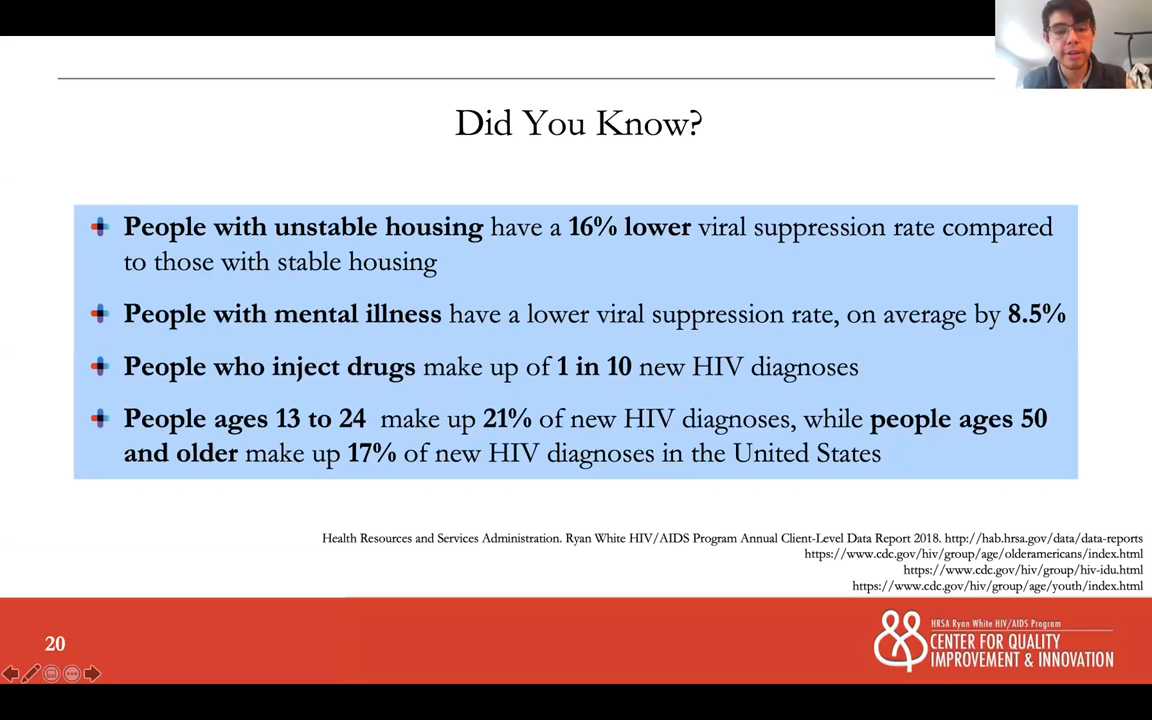 Did You Know?
People with unstable housing have a 16% lower viral suppression rate compared
to those with stable housing
People with mental illness have a lower viral suppression rate, on average by 8.5%
People who inject drugs make up of 1 in 10 new HIV diagnoses
People ages 13 to 24 make up 21% of new HIV diagnoses, while people ages 50
and older make up 17% of new HIV diagnoses in the United States
Health Resources and Services Administration. Ryan White HIV/AIDS Program Annual Client-Level Data Report 2018. http://hab.hrsa.gov/data/data-reports
https://www.cdc.gov/hiv/group/age/olderamericans/index.html
https://www.cdc.gov/hiv/group/hiv-idu.html
https://www.cdc.gov/hiv/group/age/youth/index.html
20
HRSA Ryan White HIV/AIDS Program
CENTER FOR QUALITY
IMPROVEMENT & INNOVATION